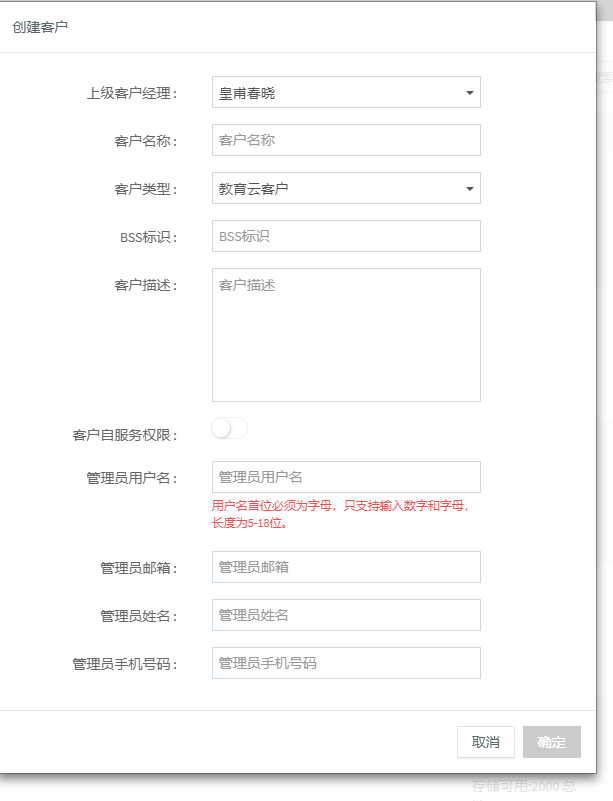 创建客户
上级客户经理：
皇甫春晓
客户名称：
客户名称
客户类型：
教育云客户
BSS标识：
BSS标识
客户描述：
客户描述
客户自服务权限：
管理员用户名：
管理员用户名
用户名首位必须为字母，只支持输入数字和字母，
长度为5-18位。
管理员邮箱：
管理员邮箱
管理员姓名：
管理员姓名
管理员手机号码：
管理员手机号码
取消
确定
存储可用:2000 总